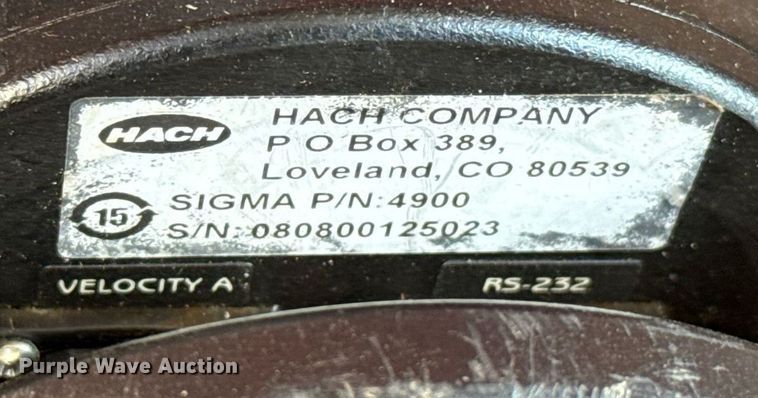 HACH
HACH COMPANY
P O Box 389,
Loveland, CO 80539
15
SIGMA P/N:4900
S/N: 080800125023
VELOCITY A
RS-232
Purple Wave Auction